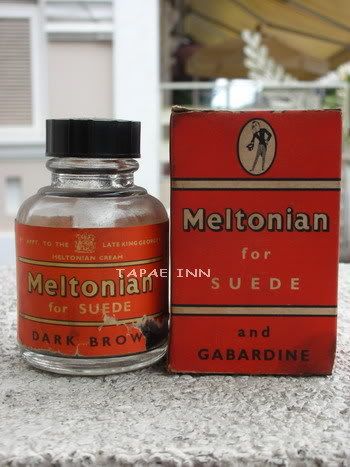 BY APPT. TO THE LATE KING GEORGE
MELTONIAN CREAM
Meltonian
for SUEDE
DARK BROW
Meltonian
for
SUEDE
and
GABARDINE
TAPAE INN